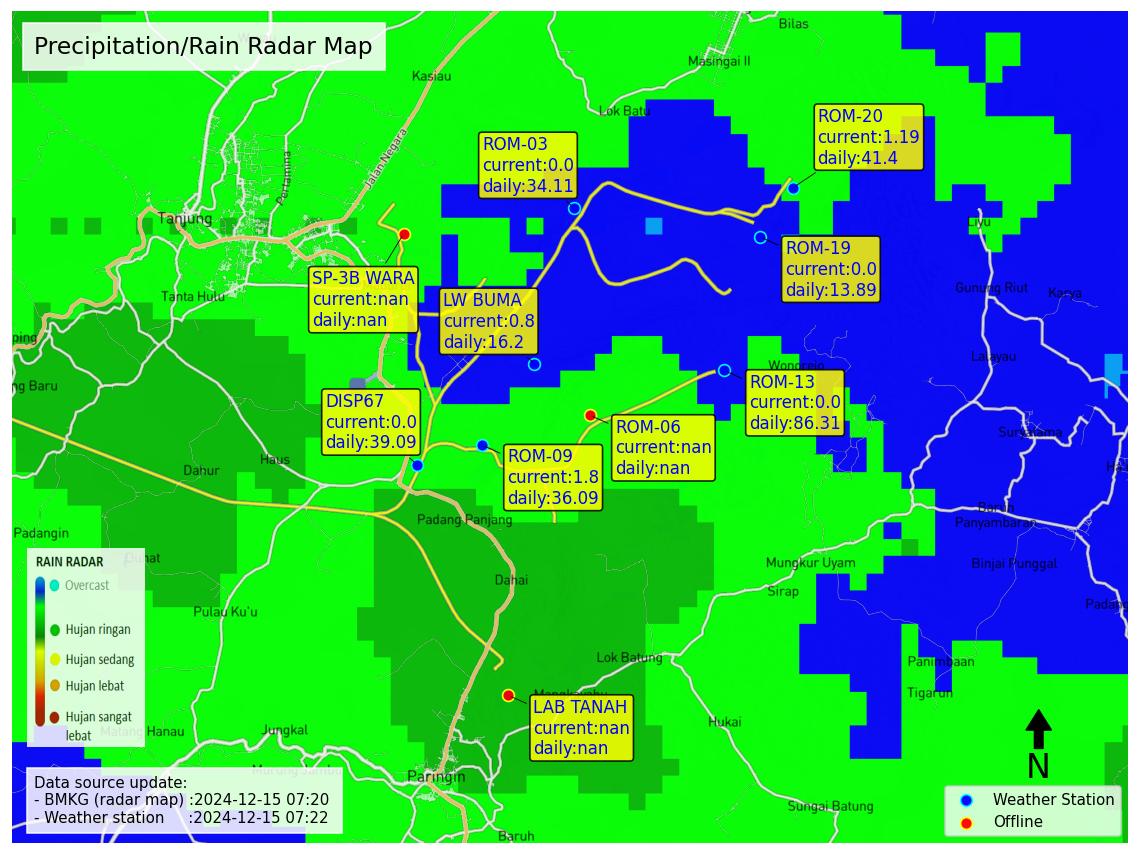 Precipitation/Rain Radar Map
Bilas
Masingai II
Kasiau
Lok Batu
Jalan Negara
Pertamina
Tanjung
Tanta Hulu
ROM-20
current:1.19
daily:41.4
ROM-03
current:0.0
daily:34.11
ROM-19
current:0.0
daily:13.89
SP-3B WARA
current:nan
daily:nan
LW BUMA
current:0.8
daily:16.2
Liyu
Gunung Riut
Karya
Lalayau
ping
ng Baru
Wonorejo
ROM-13
current:0.0
daily:86.31
DISP67
current:0.0
daily:39.09
ROM-06
current:nan
daily:nan
ROM-09
current:1.8
daily:36.09
Haus
Dahur
Padangin
Padang Panjang
Baruh
Panyambaran
Mungkur Uyam
Binjai Punggal
Dahai
Sirap
Padang
Pulau Ku`u
Lok Batung
Panimbaan
Tigarun
RAIN RADAR
Overcast
Hujan ringan
Hujan sedang
Hujan lebat
Hujan sangat
lebat
LAB TANAH
current:nan
daily:nan
Hukai
Jungkal
Paringin
Sungai Batung
Baruh
N
Data source update:
- BMKG (radar map) :2024-12-15 07:20
- Weather station :2024-12-15 07:22
Weather Station
Offline